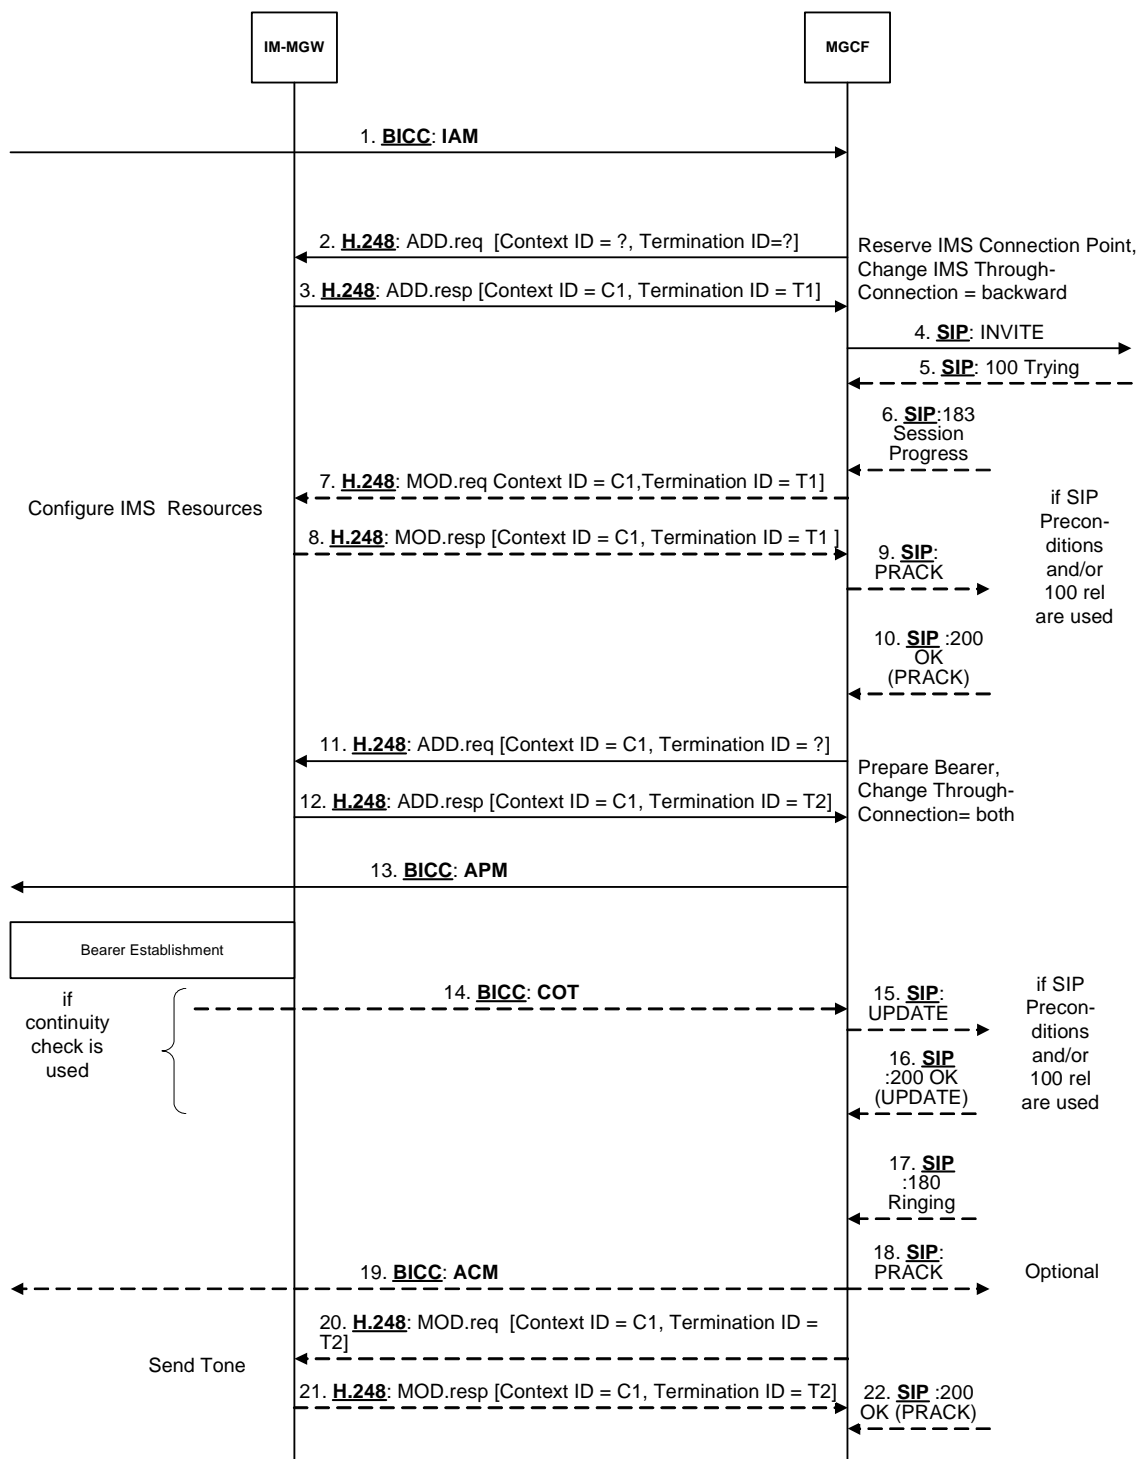 IM-MGW
MGCF
1. BICC: IAM
2. H.248: ADD.req [Context ID = ?, Termination ID=?]
Reserve IMS Connection Point,
Change IMS Through-
Connection = backward
3. H.248: ADD.resp [Context ID = C1, Termination ID = T1]
4. SIP: INVITE
5. SIP: 100 Trying
6. SIP:183
Session
Progress
7. H.248: MOD.req Context ID = C1,Termination ID = T1]
Configure IMS Resources
8. H.248: MOD.resp [Context ID = C1, Termination ID = T1 ]
if SIP
Precon-
ditions
and/or
100 rel
are used
9. SIP:
PRACK
10. SIP :200
OK
(PRACK)
11. H.248: ADD.req [Context ID = C1, Termination ID = ?]
Prepare Bearer,
Change Through-
Connection= both
12. H.248: ADD.resp [Context ID = C1, Termination ID = T2]
13. BICC: APM
Bearer Establishment
if
continuity
check is
used
14. BICC: COT
15. SIP:
UPDATE
if SIP
Precon-
ditions
and/or
100 rel
are used
16. SIP
:200 OK
(UPDATE)
17. SIP
:180
Ringing
18. SIP:
PRACK
Optional
19. BICC: ACM
20. H.248: MOD.req [Context ID = C1, Termination ID =
T2]
Send Tone
21. H.248: MOD.resp [Context ID = C1, Termination ID = T2]
22. SIP :200
OK (PRACK)